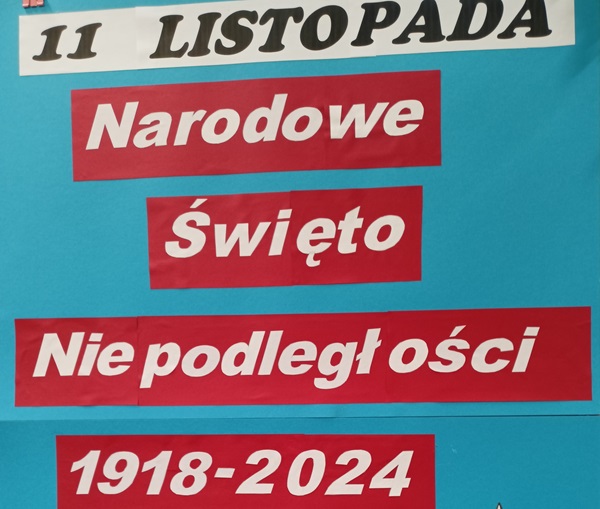 11 LISTOPADA
Narodowe
Święto
Niepodległości
1918-2024